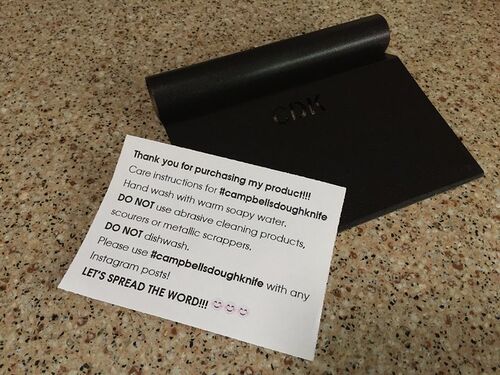 CDK
Thank you for purchasing my product!!!
Care instructions for #campbellsdoughknife
Hand wash with warm soapy water.
DO NOT use abrasive cleaning products,
scourers or metallic scrappers.
DO NOT dishwash.
Please use #campbellsdoughknife with any
Instagram posts!
LET'S SPREAD THE WORD!!!